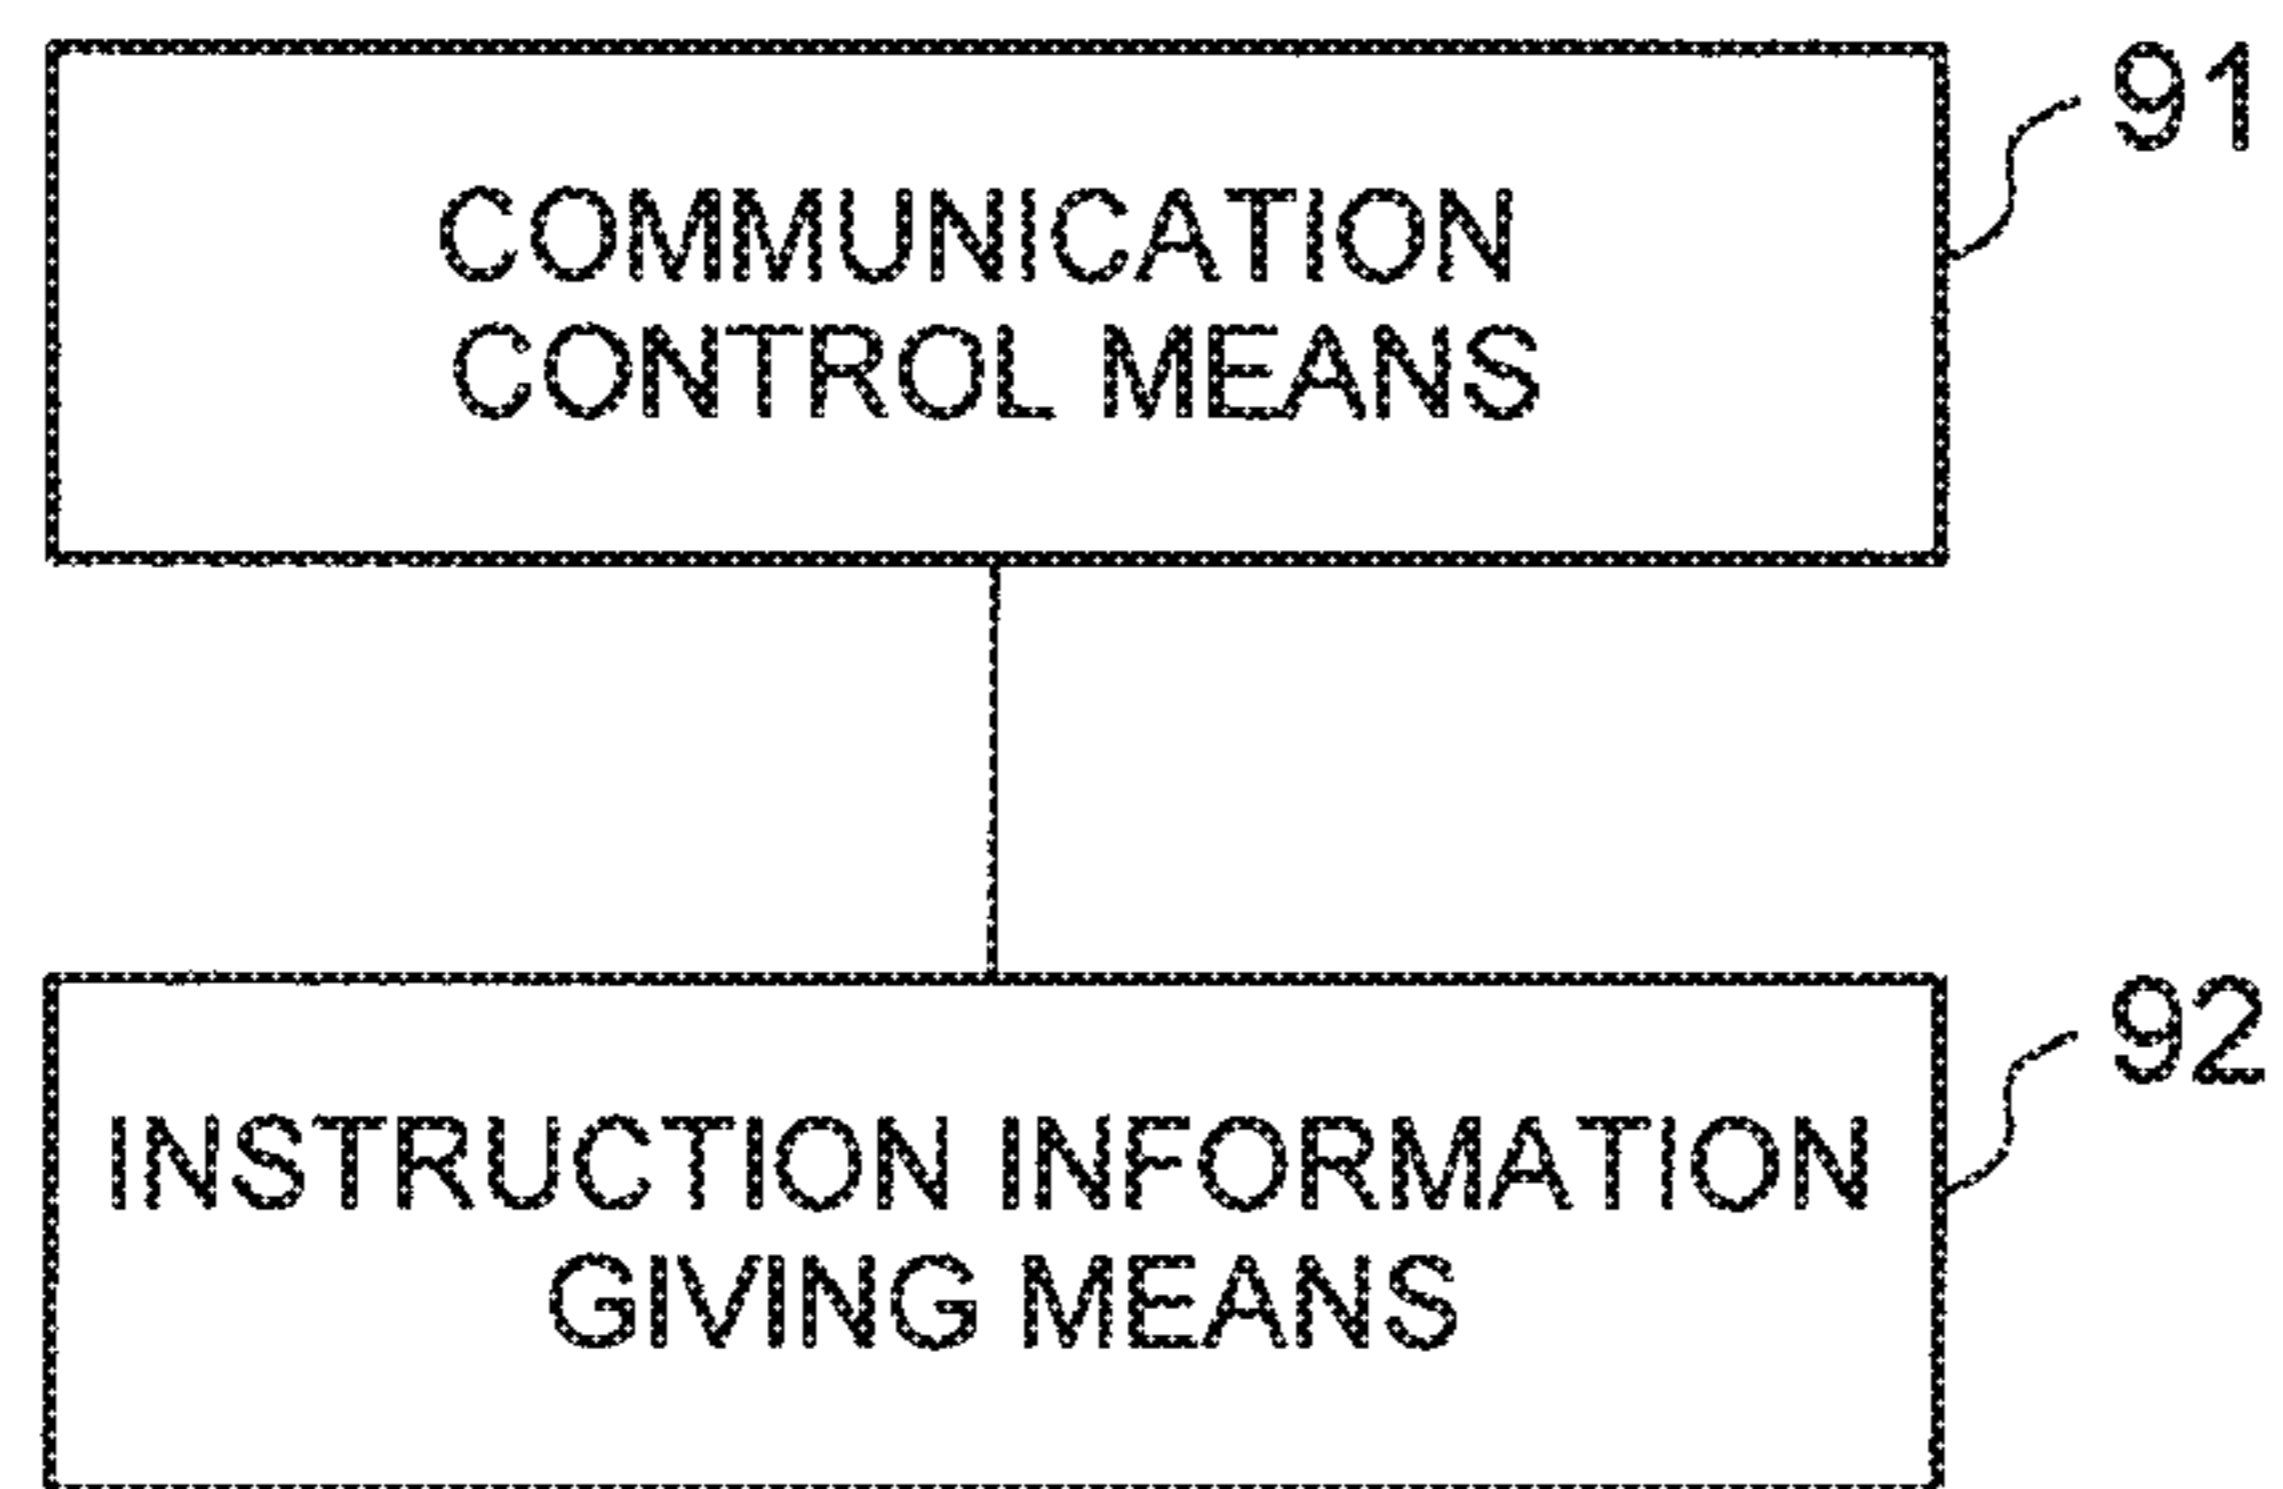 COMMUNICATION
CONTROL MEANS
91
INSTRUCTION INFORMATION
GIVING MEANS
92